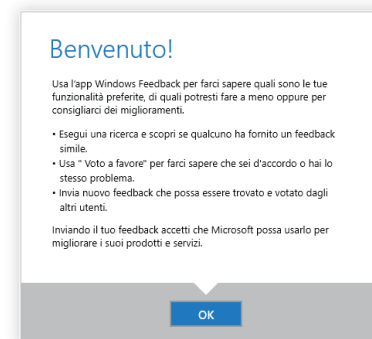 Benvenuto!
Usa l'app Windows Feedback per farci sapere quali sono le tue
funzionalità preferite, di quali potresti fare a meno oppure per
consigliarci dei miglioramenti.
• Esegui una ricerca e scopri se qualcuno ha fornito un feedback
simile.
• Usa " Voto a favore" per farci sapere che sei d'accordo o hai lo
stesso problema.
• Invia nuovo feedback che possa essere trovato e votato dagli
altri utenti.
Inviando il tuo feedback accetti che Microsoft possa usarlo per
migliorare i suoi prodotti e servizi.
OK